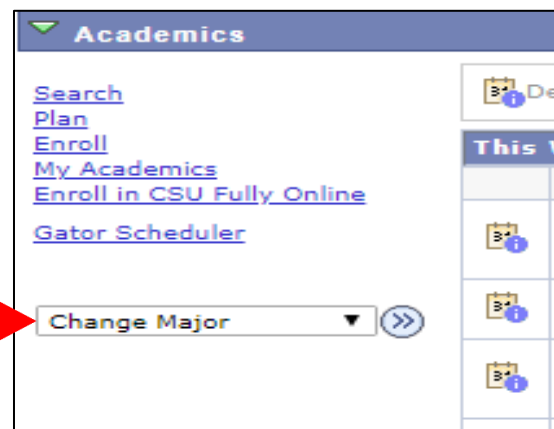 Academics
Search
Plan
Enroll
My Academics
Enroll in CSU Fully Online
Gator Scheduler
Change Major
This